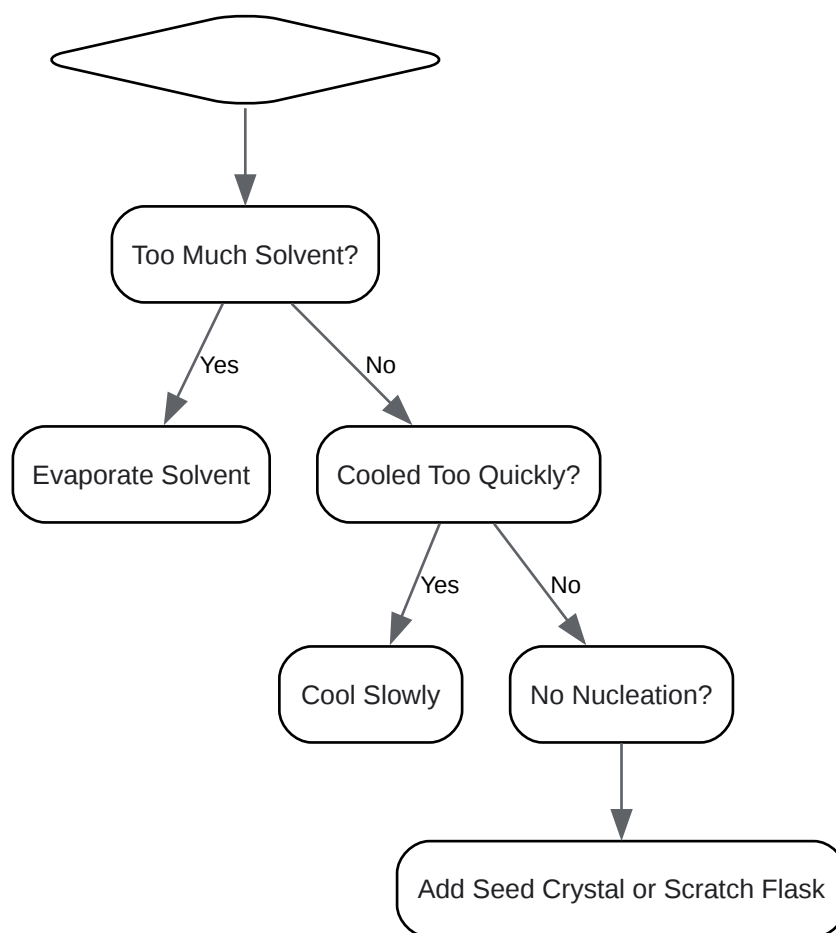 Too Much Solvent?
Yes
No
Evaporate Solvent
Cooled Too Quickly?
Yes
No
Cool Slowly
No Nucleation?
Add Seed Crystal or Scratch Flask